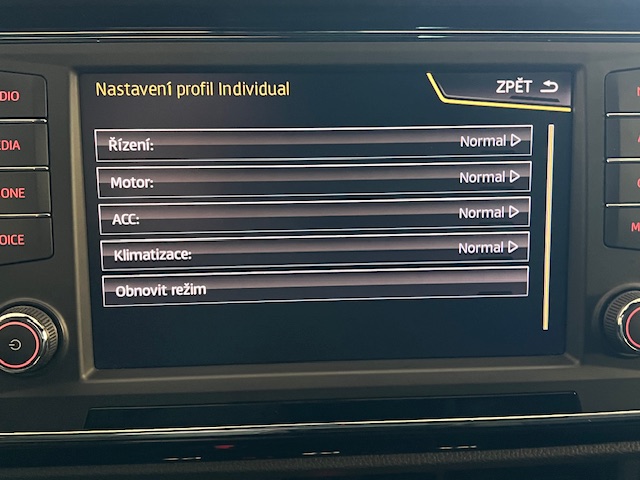 Nastavení profil Individual
ZPĚT
Řízení: Normal
Motor: Normal
ACC: Normal
Klimatizace: Normal
Obnovit režim